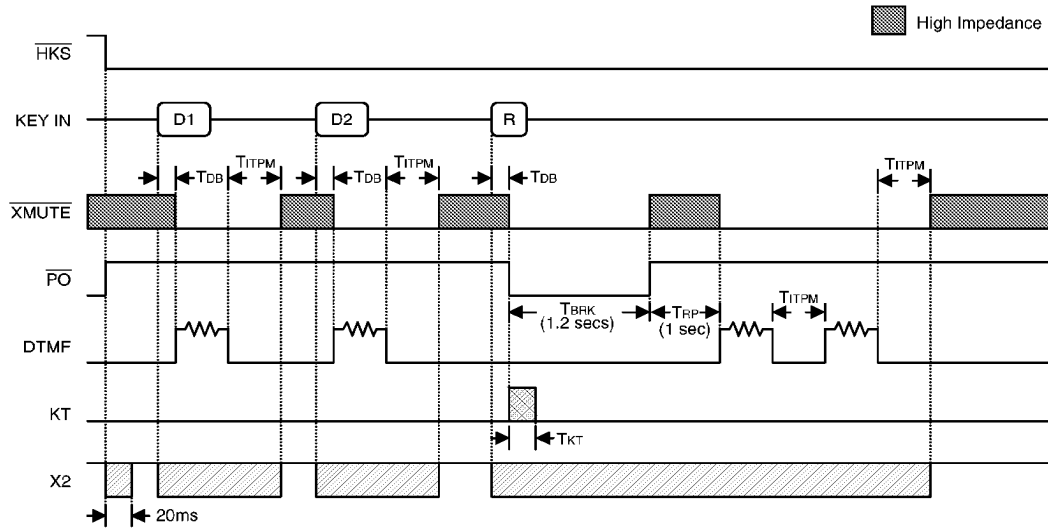 High Impedance
HKS
KEY IN D1 D2 R
TDB TITPM TDB TITPM TDB TITPM
XMUTE
PO
TBRK
(1.2 secs)
TRP
(1 sec)
TITPM
DTMF
KT
TKT
X2
20ms